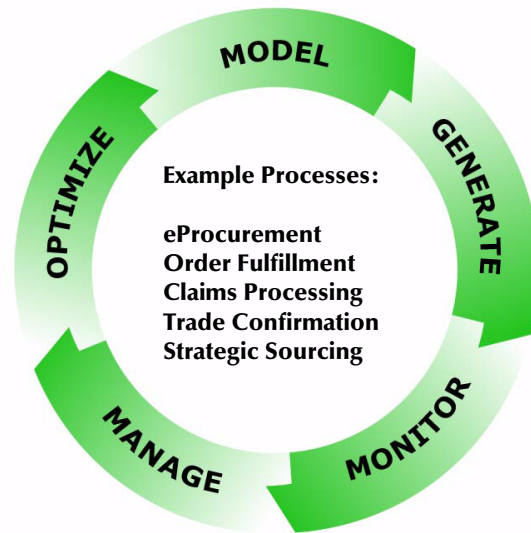 MODEL
GENERATE
MONITOR
MANAGE
OPTIMIZE
Example Processes:
eProcurement
Order Fulfillment
Claims Processing
Trade Confirmation
Strategic Sourcing